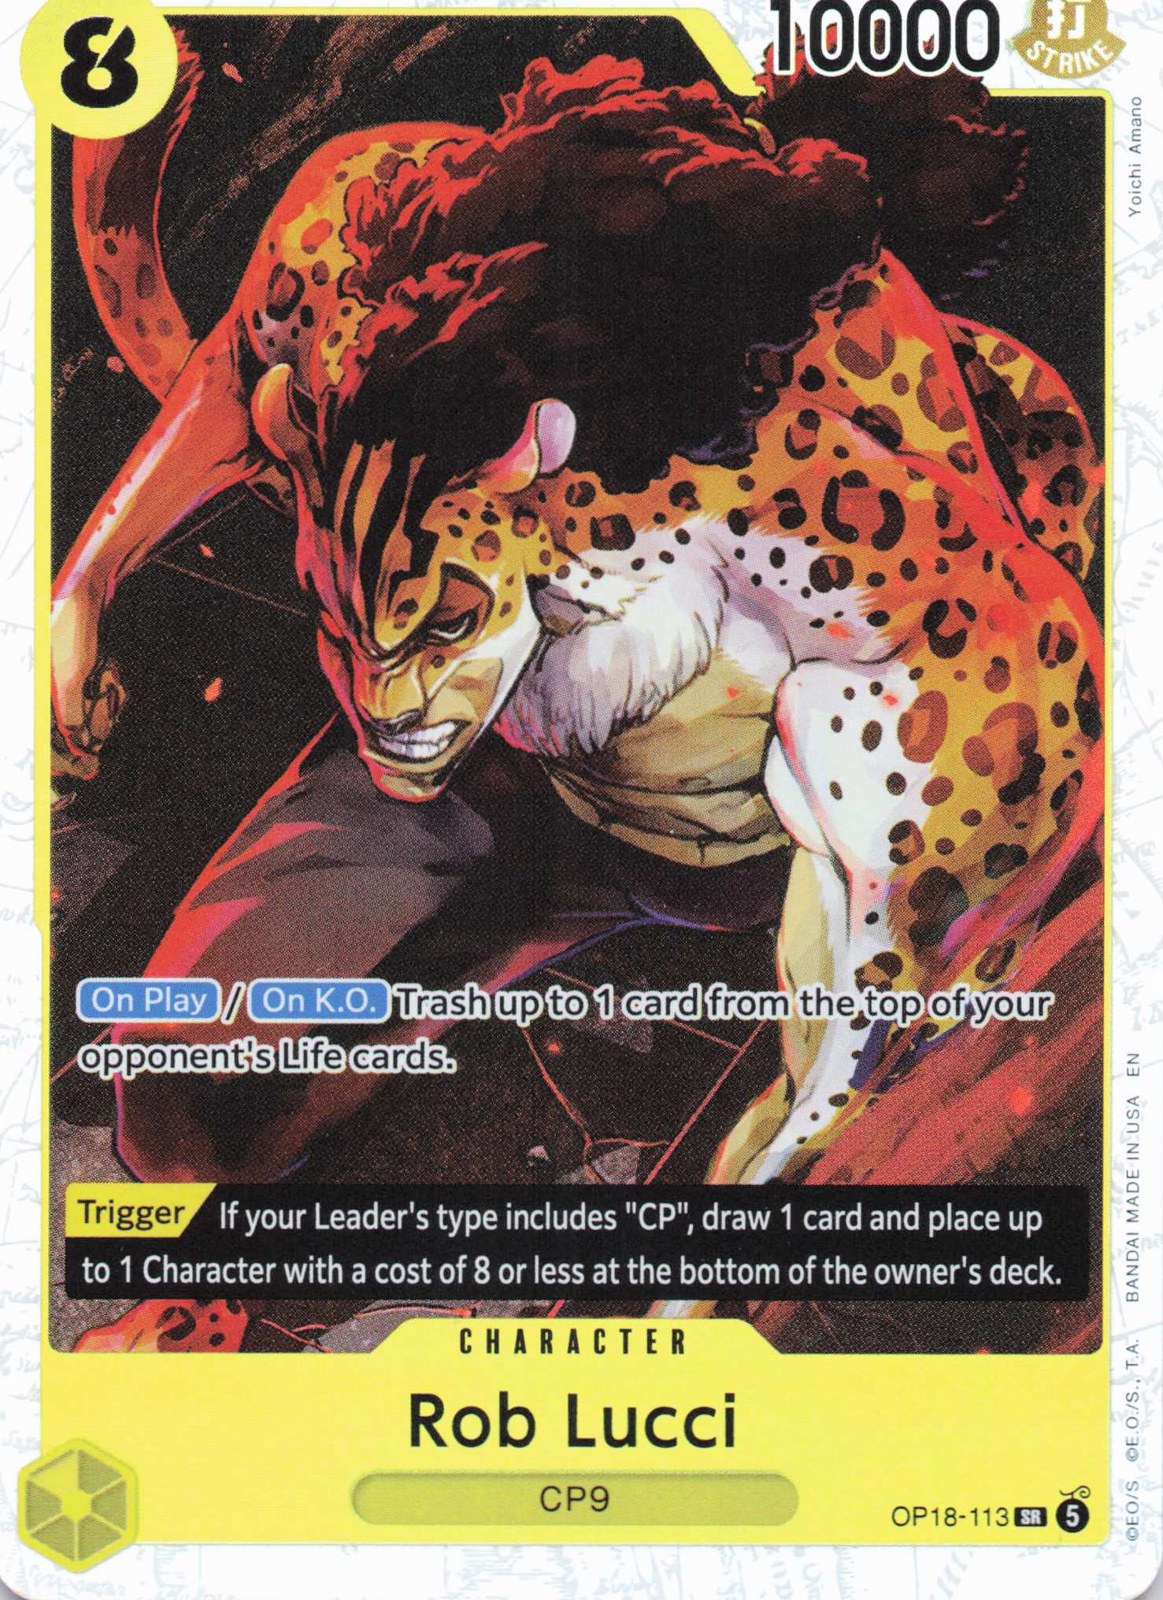 8
10000
打
STRIKE
Yoichi Amano
On Play / On K.O. Trash up to 1 card from the top of your
opponent's Life cards.
Trigger If your Leader's type includes "CP", draw 1 card and place up
to 1 Character with a cost of 8 or less at the bottom of the owner's deck.
CHARACTER
Rob Lucci
CP9
OP18-113 SR 5
©EO/S ©E.O./S., T.A. BANDAI MADE IN USA EN